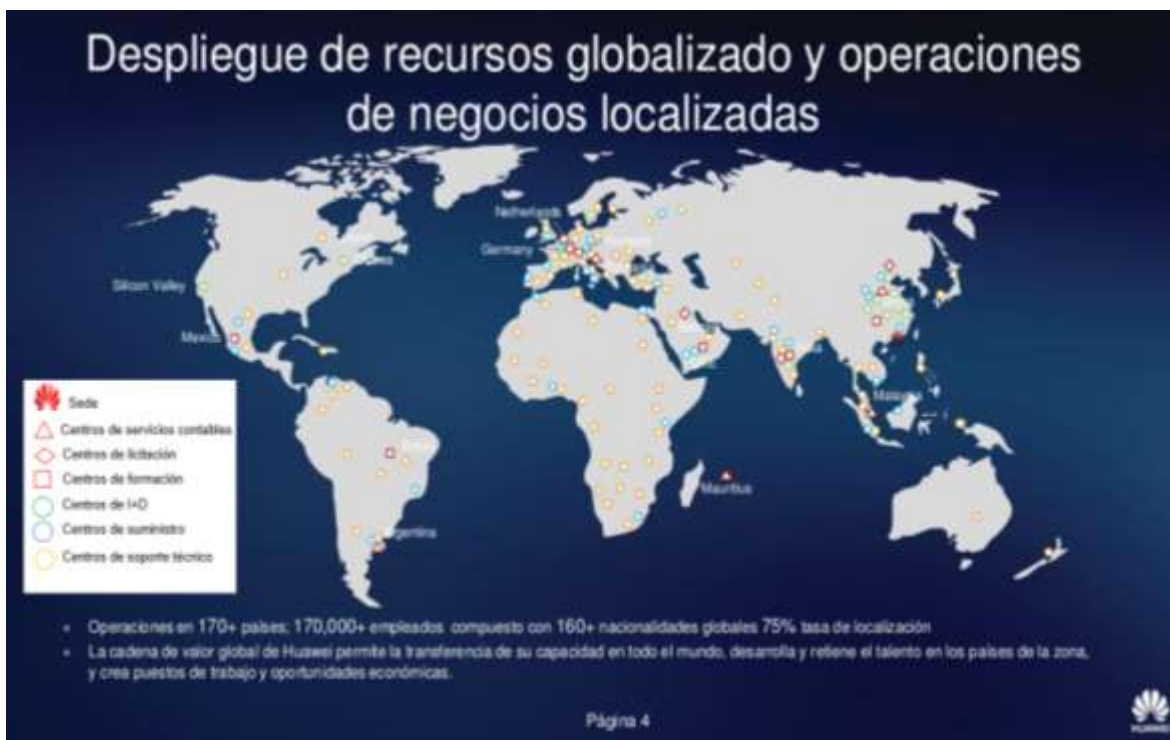 Despliegue de recursos globalizado y operaciones
de negocios localizadas
Netherlands
Germany
Silicon Valley
Mexico
Malaysia
Mauritius
Argentina
Sede
Centros de servicios contables
Centros de licitación
Centros de formación
Centros de I+D
Centros de suministro
Centros de soporte técnico
Operaciones en 170+ países; 170,000+ empleados compuesto con 160+ nacionalidades globales 75% tasa de localización
La cadena de valor global de Huawei permite la transferencia de su capacidad en todo el mundo, desarrolla y retiene el talento en los países de la zona,
y crea puestos de trabajo y oportunidades económicas.
Página 4
HUAWEI